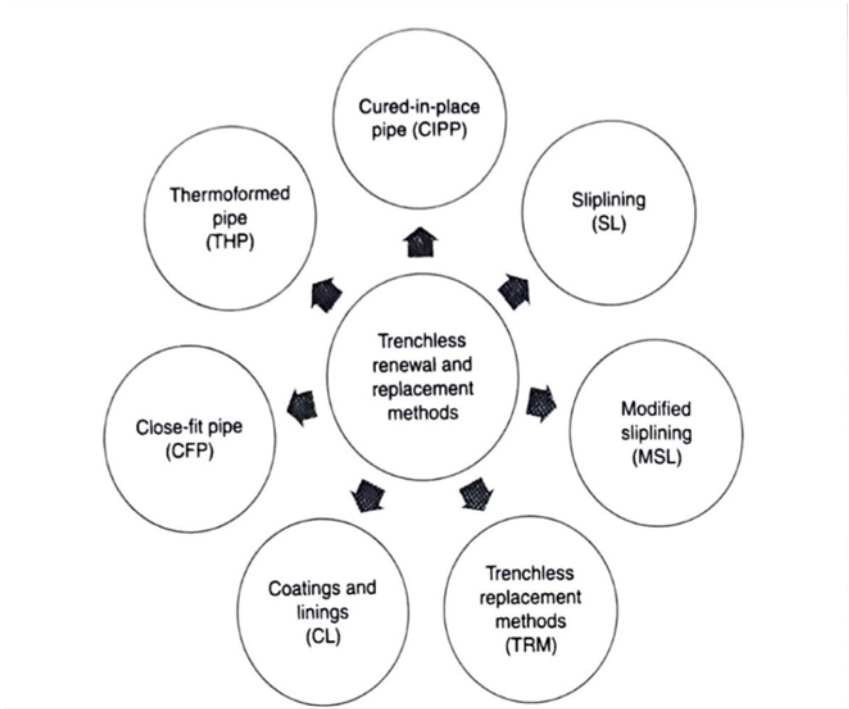 Cured-in-place
pipe (CIPP)
Thermoformed
pipe
(THP)
Sliplining
(SL)
Trenchless
renewal and
replacement
methods
Close-fit pipe
(CFP)
Modified
sliplining
(MSL)
Coatings and
linings
(CL)
Trenchless
replacement
methods
(TRM)